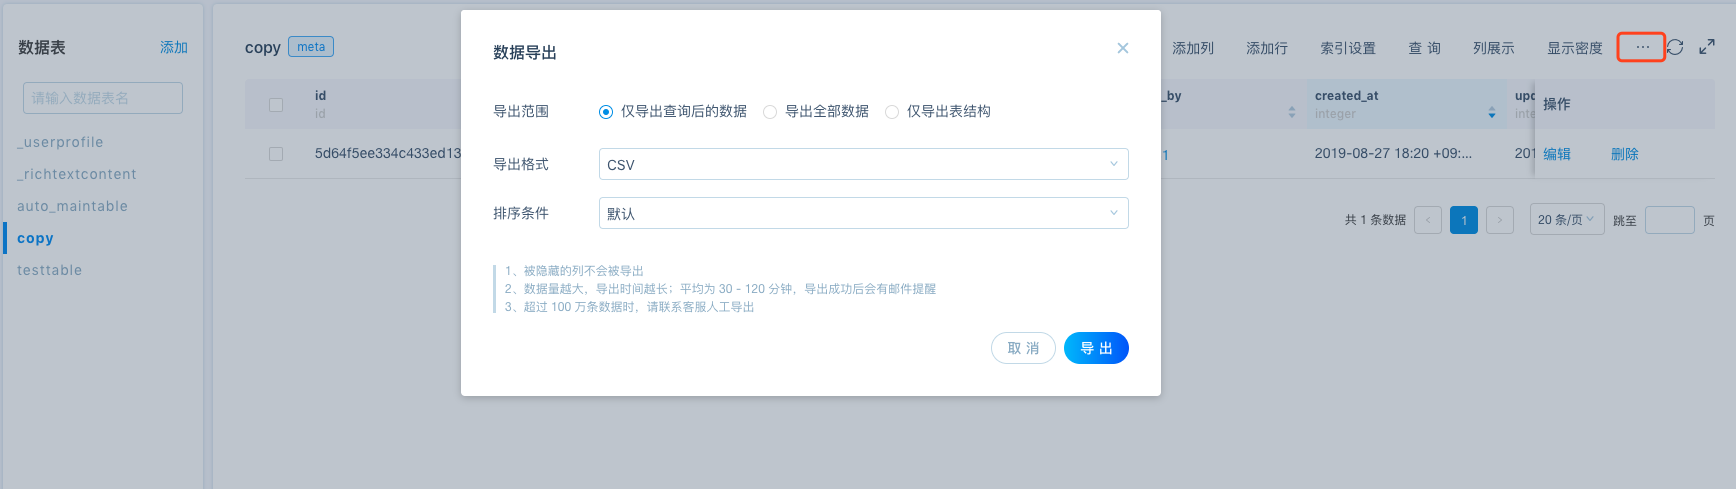 数据表
添加
请输入数据表名
_userprofile
_richtextcontent
auto_maintable
copy
testtable
copy meta
添加列 添加行 索引设置 查 询 列展示 显示密度 ···
id
id
_by
created_at
integer
upd
inte
操作
5d64f5ee334c433ed13
1
2019-08-27 18:20 +09:...
201
编辑 删除
共 1 条数据 < 1 > 20 条/页 跳至 页
数据导出
导出范围 仅导出查询后的数据 导出全部数据 仅导出表结构
导出格式 CSV
排序条件 默认
1、被隐藏的列不会被导出
2、数据量越大，导出时间越长；平均为 30 - 120 分钟，导出成功后会有邮件提醒
3、超过 100 万条数据时，请联系客服人工导出
取 消 导 出